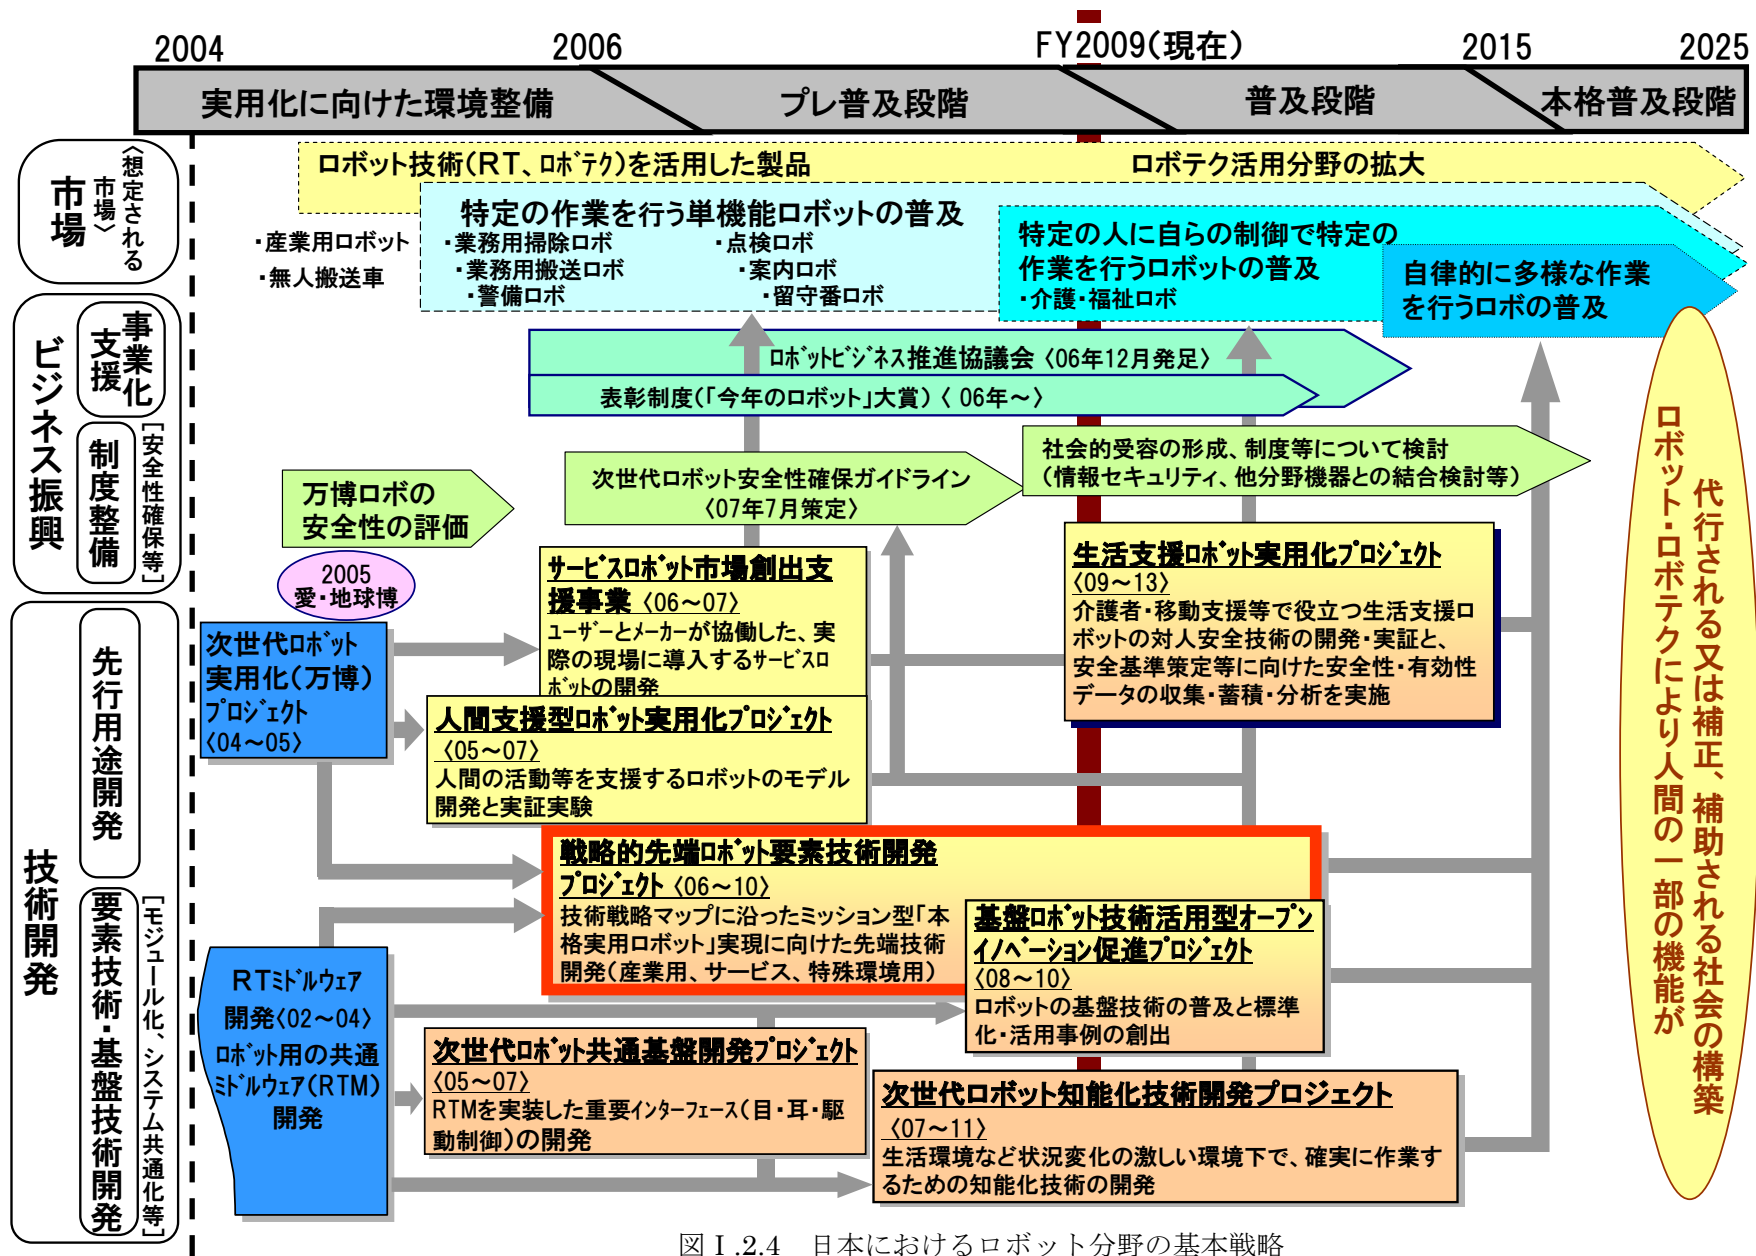 2004
2006
FY2009(現在)
2015
2025
実用化に向けた環境整備
プレ普及段階
普及段階
本格普及段階
市場
〈想定される
市場〉
ロボット技術(RT、ロボテク)を活用した製品
ロボテク活用分野の拡大
・産業用ロボット
・無人搬送車
特定の作業を行う単機能ロボットの普及
・業務用掃除ロボ
・点検ロボ
・業務用搬送ロボ
・案内ロボ
・警備ロボ
・留守番ロボ
特定の人に自らの制御で特定の
作業を行うロボットの普及
・介護・福祉ロボ
自律的に多様な作業
を行うロボの普及
ビジネス振興
事業化
支援
ロボットビジネス推進協議会〈06年12月発足〉
表彰制度(「今年のロボット」大賞)〈 06年～〉
制度整備
[安全性確保等]
万博ロボの
安全性の評価
次世代ロボット安全性確保ガイドライン
〈07年7月策定〉
社会的受容の形成、制度等について検討
(情報セキュリティ、他分野機器との結合検討等)
2005
愛・地球博
技術開発
先行用途開発
次世代ロボット
実用化(万博)
プロジェクト
〈04～05〉
サービスロボット市場創出支
援事業〈06～07〉
ユーザーとメーカーが協働した、実
際の現場に導入するサービスロ
ボットの開発
人間支援型ロボット実用化プロジェクト
〈05～07〉
人間の活動等を支援するロボットのモデル
開発と実証実験
生活支援ロボット実用化プロジェクト
〈09～13〉
介護者・移動支援等で役立つ生活支援ロ
ボットの対人安全技術の開発・実証と、
安全基準策定等に向けた安全性・有効性
データの収集・蓄積・分析を実施
要素技術・基盤技術開発
[モジュール化、システム共通化等]
戦略的先端ロボット要素技術開発
プロジェクト〈06～10〉
技術戦略マップに沿ったミッション型「本
格実用ロボット」実現に向けた先端技術
開発(産業用、サービス、特殊環境用)
基盤ロボット技術活用型オープン
イノベーション促進プロジェクト
〈08～10〉
ロボットの基盤技術の普及と標準
化・活用事例の創出
RTミドルウェア
開発〈02～04〉
ロボット用の共通
ミドルウェア(RTM)
開発
次世代ロボット共通基盤開発プロジェクト
〈05～07〉
RTMを実装した重要インターフェース(目・耳・駆
動制御)の開発
次世代ロボット知能化技術開発プロジェクト
〈07～11〉
生活環境など状況変化の激しい環境下で、確実に作業す
るための知能化技術の開発
ロボット・ロボテクにより人間の一部の機能が
代行される又は補正、補助される社会の構築
図Ⅰ.2.4 日本におけるロボット分野の基本戦略